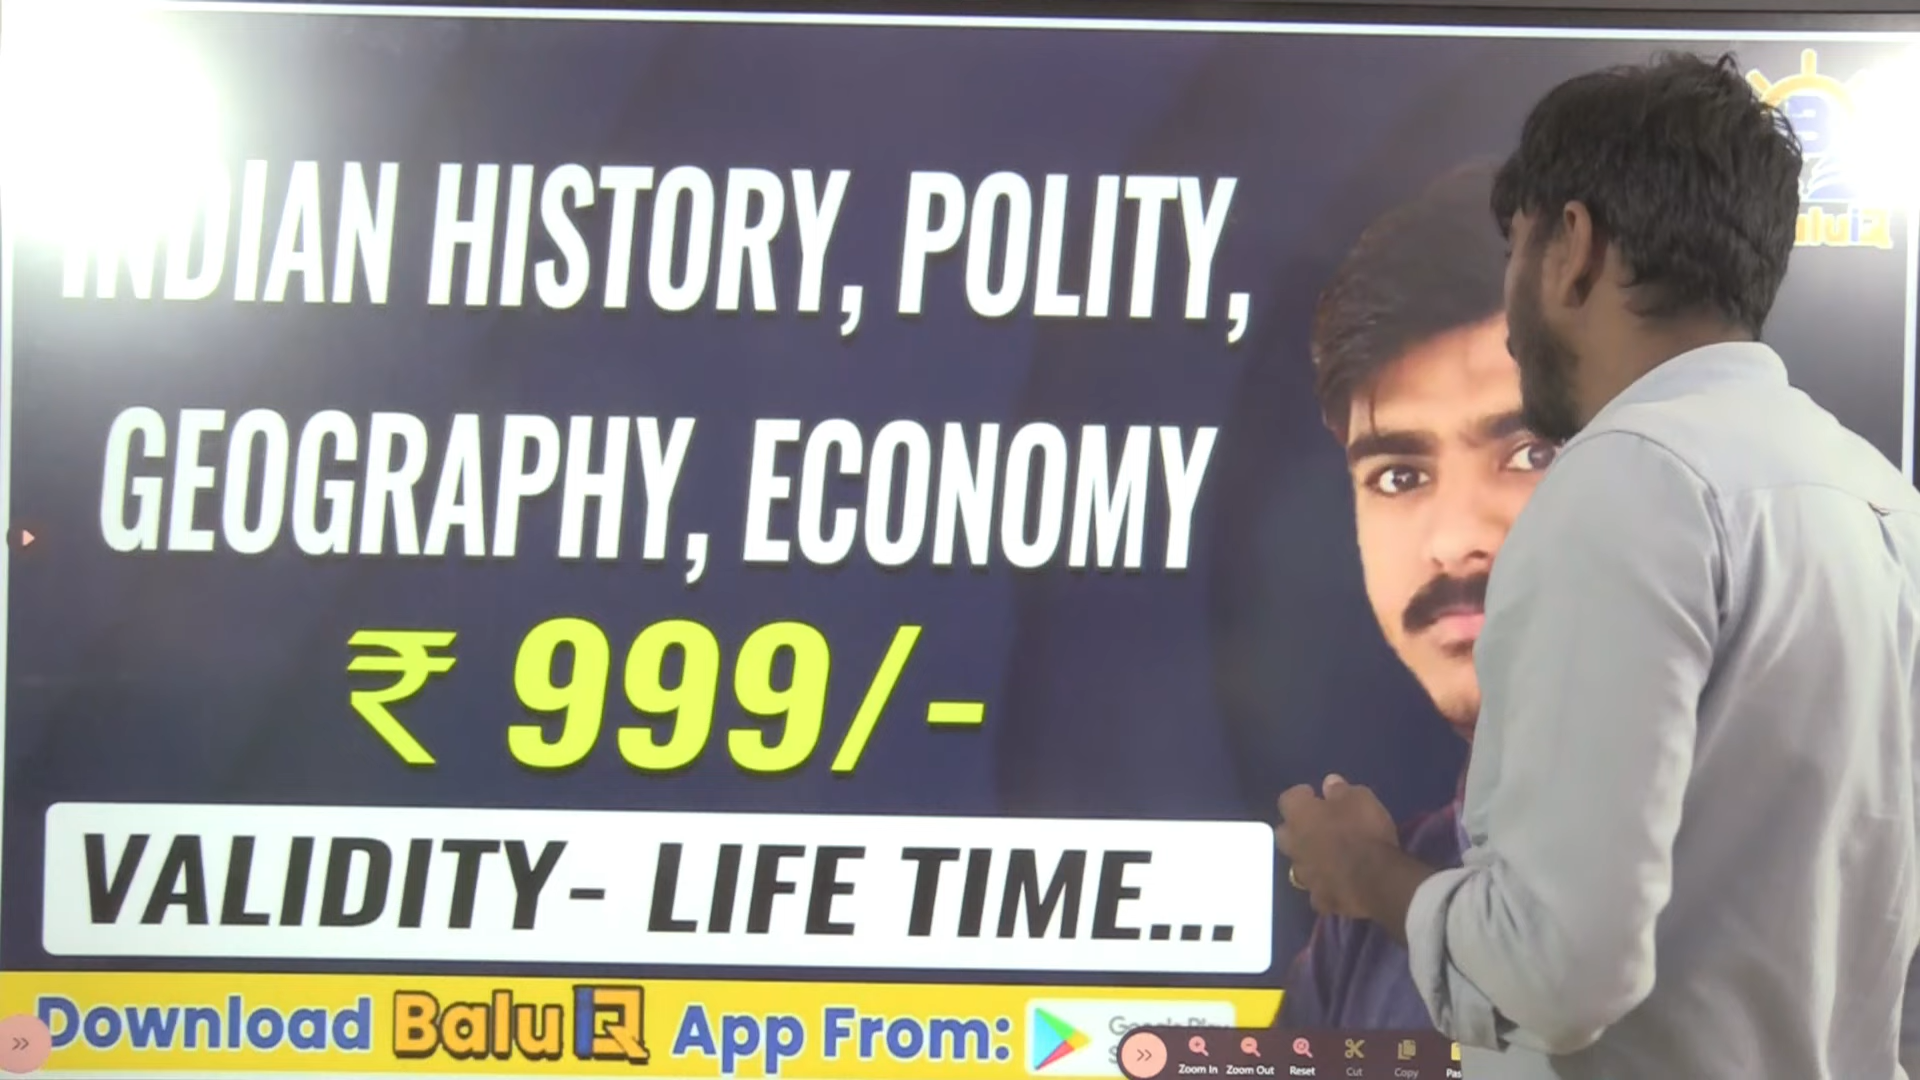 INDIAN HISTORY, POLITY,
GEOGRAPHY, ECONOMY
₹ 999/-
VALIDITY- LIFE TIME...
Download Balu IQ App From:
Zoom In Zoom Out Reset Cut Copy